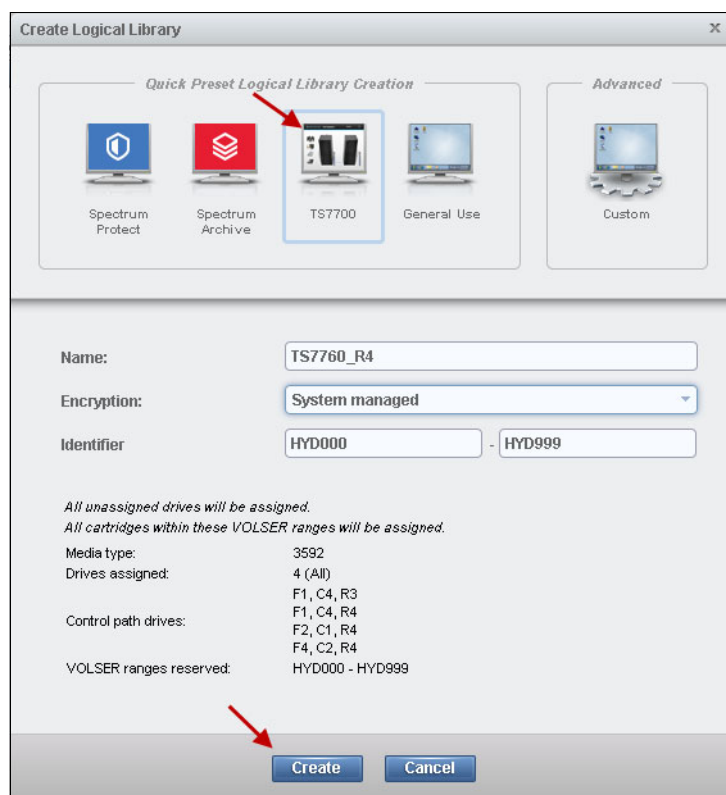 Create Logical Library x
Quick Preset Logical Library Creation
Advanced
Spectrum Protect
Spectrum Archive
TS7700
General Use
Custom
Name: TS7760_R4
Encryption: System managed
Identifier HYD000 - HYD999
All unassigned drives will be assigned.
All cartridges within these VOLSER ranges will be assigned.
Media type: 3592
Drives assigned: 4 (All)
Control path drives: F1, C4, R3
F1, C4, R4
F2, C1, R4
F4, C2, R4
VOLSER ranges reserved: HYD000 - HYD999
Create Cancel